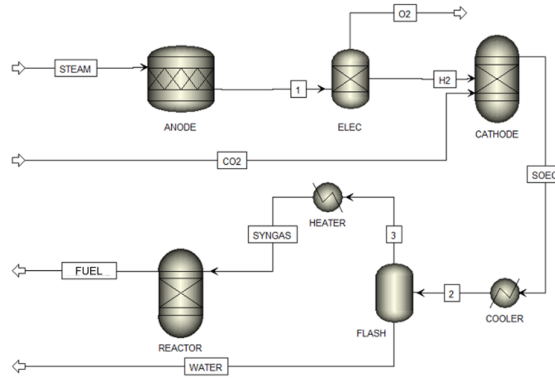 O2
STEAM
1
H2
ANODE
ELEC
CATHODE
CO2
SOEC
HEATER
SYNGAS
3
FUEL
2
COOLER
FLASH
REACTOR
WATER